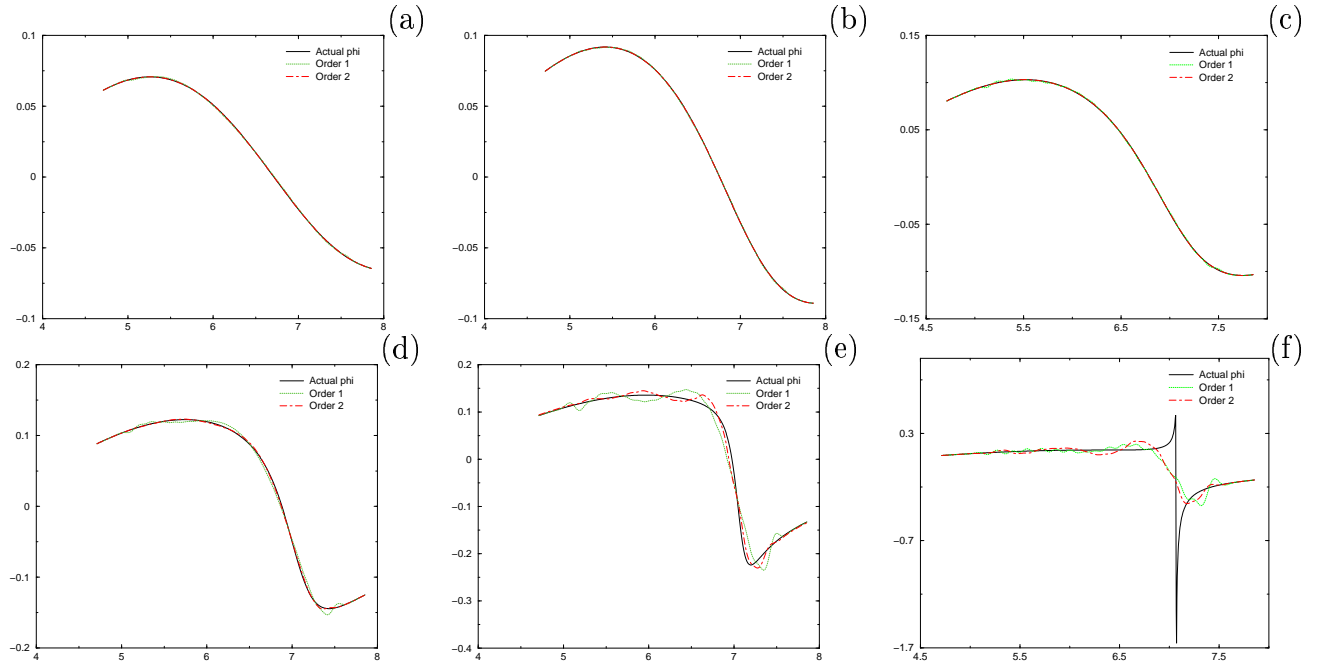 (a)
0.1
0.05
0
−0.05
−0.1
4 5 6 7 8
Actual phi
Order 1
Order 2
(b)
0.1
0.05
0
−0.05
−0.1
4 5 6 7 8
Actual phi
Order 1
Order 2
(c)
0.15
0.05
−0.05
−0.15
4.5 5.5 6.5 7.5
Actual phi
Order 1
Order 2
(d)
0.2
0.1
0
−0.1
−0.2
4 5 6 7 8
Actual phi
Order 1
Order 2
(e)
0.2
0.1
0
−0.1
−0.2
−0.3
−0.4
4 5 6 7 8
Actual phi
Order 1
Order 2
(f)
0.3
−0.7
−1.7
4.5 5.5 6.5 7.5
Actual phi
Order 1
Order 2